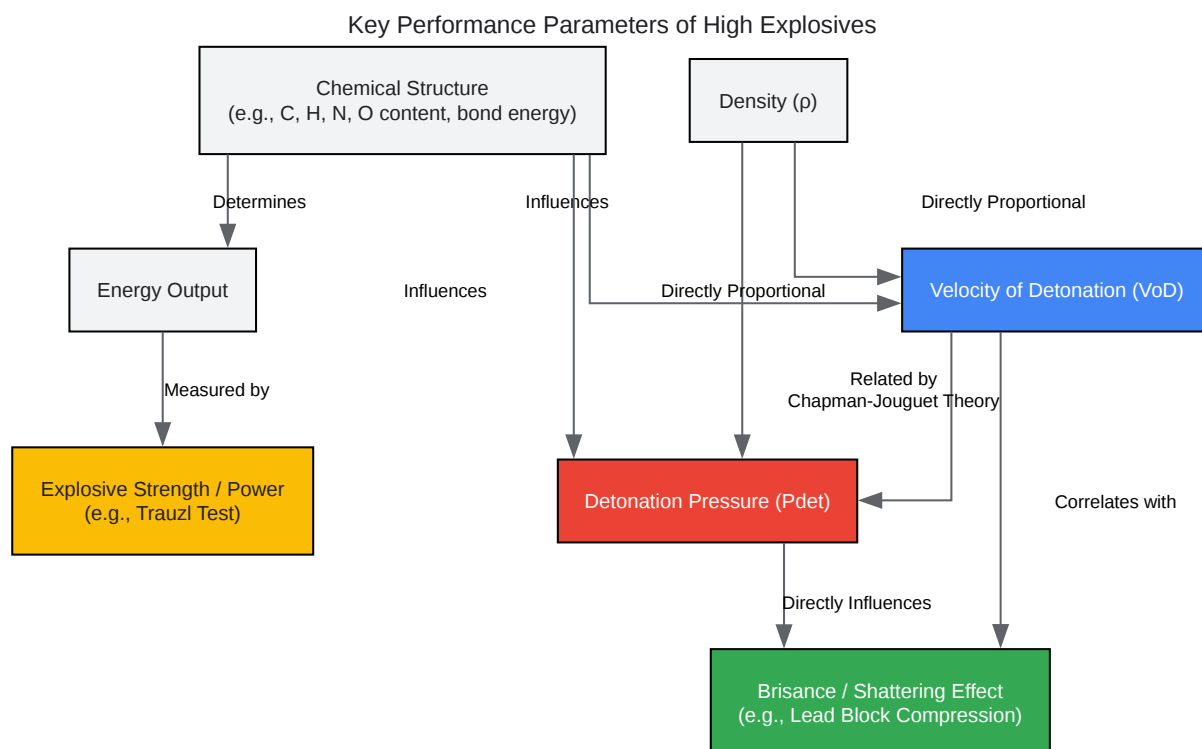 Key Performance Parameters of High Explosives
Chemical Structure
(e.g., C, H, N, O content, bond energy)
Density (ρ)
Determines
Influences
Directly Proportional
Energy Output
Influences
Directly Proportional
Velocity of Detonation (VoD)
Measured by
Related by
Chapman-Jouguet Theory
Explosive Strength / Power
(e.g., Trauzl Test)
Detonation Pressure (Pdet)
Correlates with
Directly Influences
Brisance / Shattering Effect
(e.g., Lead Block Compression)